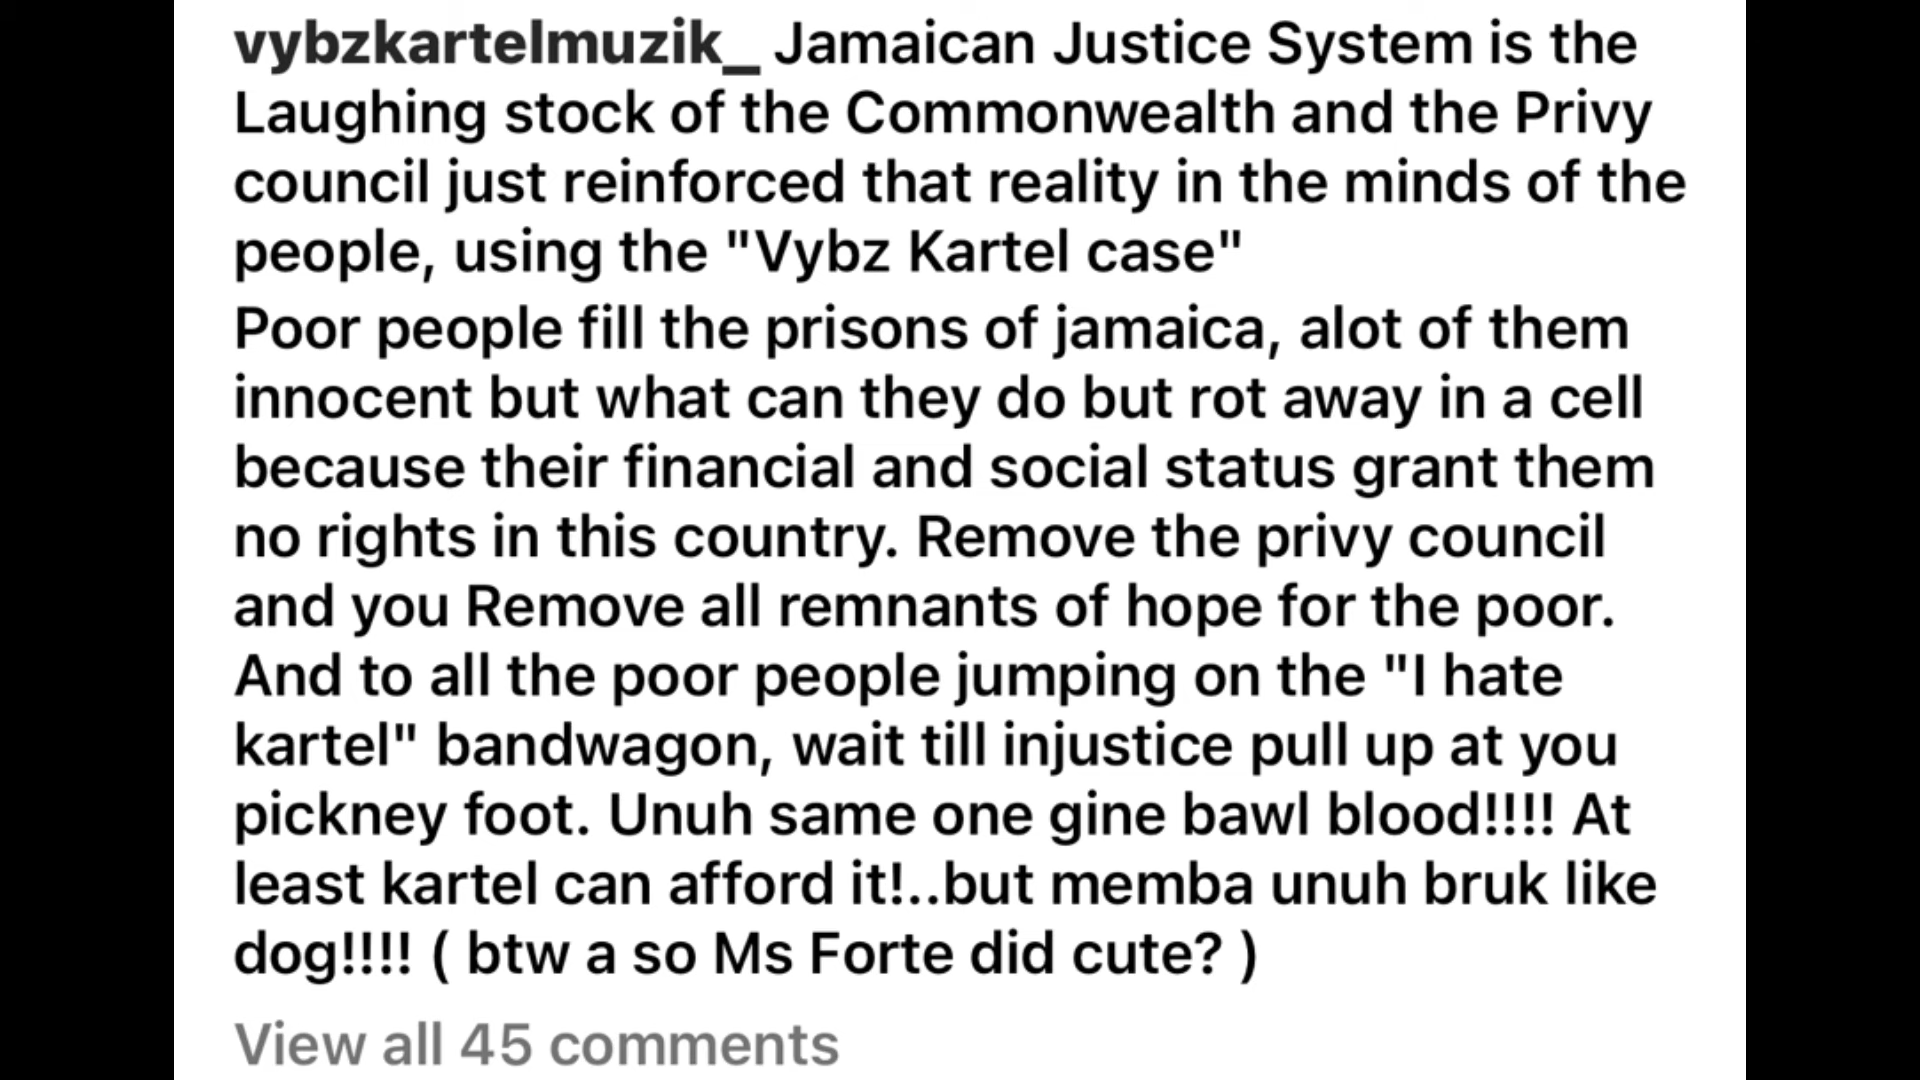 vybzkartelmuzik_ Jamaican Justice System is the
Laughing stock of the Commonwealth and the Privy
council just reinforced that reality in the minds of the
people, using the "Vybz Kartel case"
Poor people fill the prisons of jamaica, alot of them
innocent but what can they do but rot away in a cell
because their financial and social status grant them
no rights in this country. Remove the privy council
and you Remove all remnants of hope for the poor.
And to all the poor people jumping on the "I hate
kartel" bandwagon, wait till injustice pull up at you
pickney foot. Unuh same one gine bawl blood!!!! At
least kartel can afford it!..but memba unuh bruk like
dog!!!! ( btw a so Ms Forte did cute? )
View all 45 comments